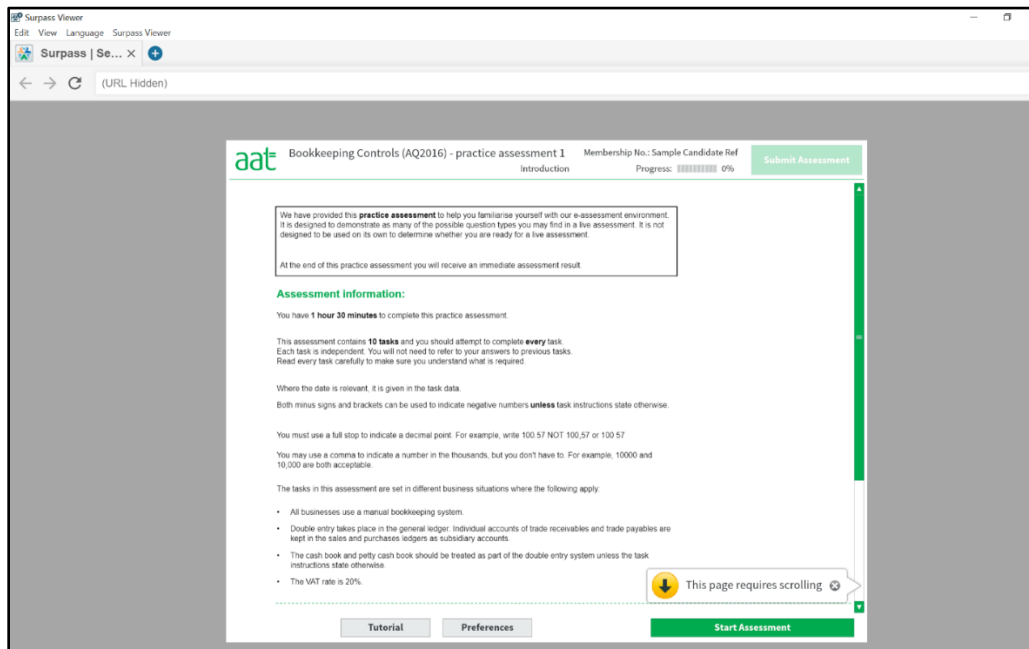 Surpass Viewer
Edit View Language Surpass Viewer
Surpass | Se...
(URL Hidden)
aat
Bookkeeping Controls (AQ2016) - practice assessment 1
Introduction
Membership No.: Sample Candidate Ref
Progress: 0%
Submit Assessment
We have provided this practice assessment to help you familiarise yourself with our e-assessment environment.
It is designed to demonstrate as many of the possible question types you may find in a live assessment. It is not
designed to be used on its own to determine whether you are ready for a live assessment.
At the end of this practice assessment you will receive an immediate assessment result.
Assessment information:
You have 1 hour 30 minutes to complete this practice assessment.
This assessment contains 10 tasks and you should attempt to complete every task.
Each task is independent. You will not need to refer to your answers to previous tasks.
Read every task carefully to make sure you understand what is required.
Where the date is relevant, it is given in the task data.
Both minus signs and brackets can be used to indicate negative numbers unless task instructions state otherwise.
You must use a full stop to indicate a decimal point. For example, write 100.57 NOT 100,57 or 100 57
You may use a comma to indicate a number in the thousands, but you don't have to. For example, 10000 and
10,000 are both acceptable.
The tasks in this assessment are set in different business situations where the following apply:
• All businesses use a manual bookkeeping system.
• Double entry takes place in the general ledger. Individual accounts of trade receivables and trade payables are
kept in the sales and purchases ledgers as subsidiary accounts.
• The cash book and petty cash book should be treated as part of the double entry system unless the task
instructions state otherwise.
• The VAT rate is 20%.
This page requires scrolling
Tutorial
Preferences
Start Assessment